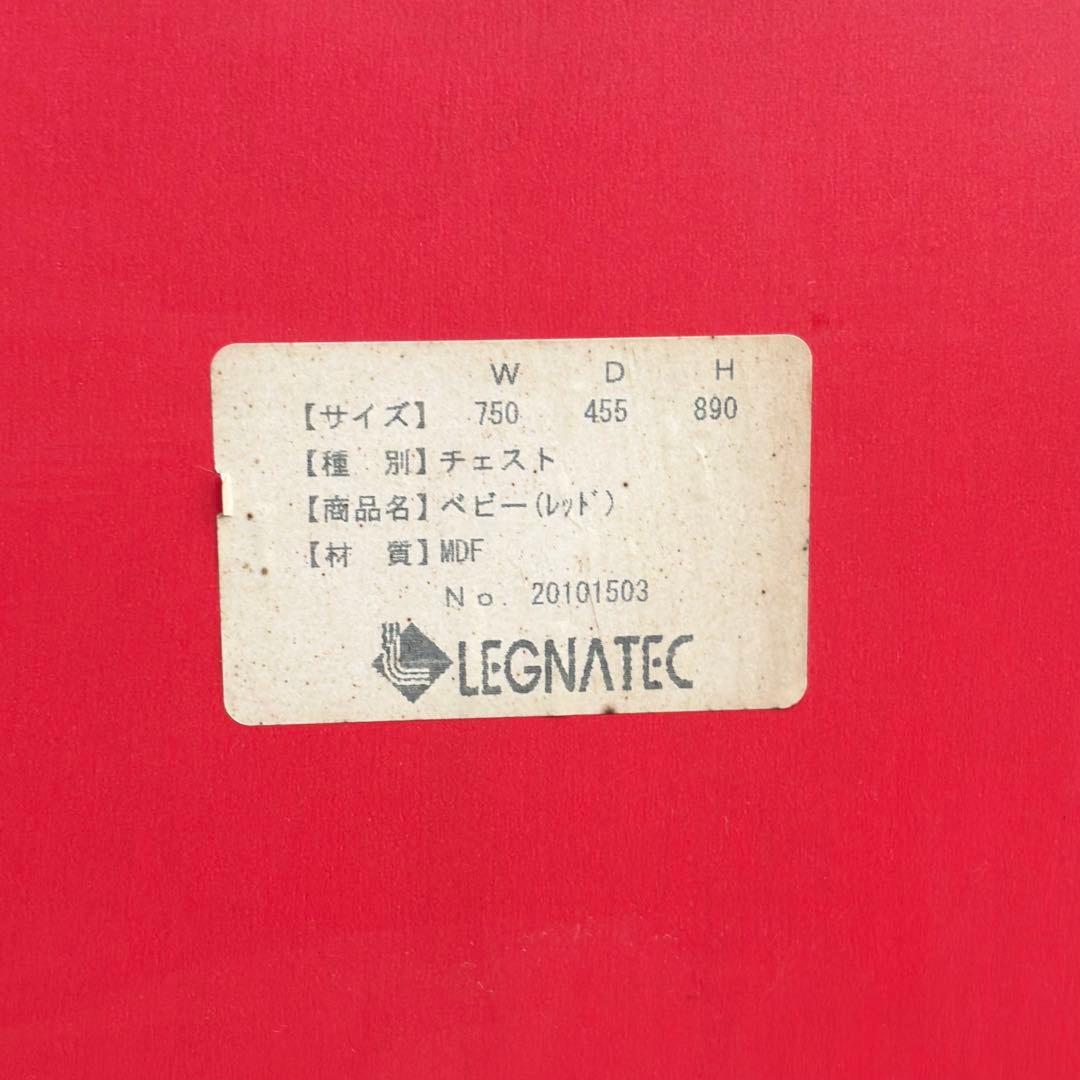 W D H
【サイズ】 750 455 890
【種 別】チェスト
【商品名】ベビー(ﾚｯﾄﾞ)
【材 質】MDF
No. 20101503
LEGNATEC